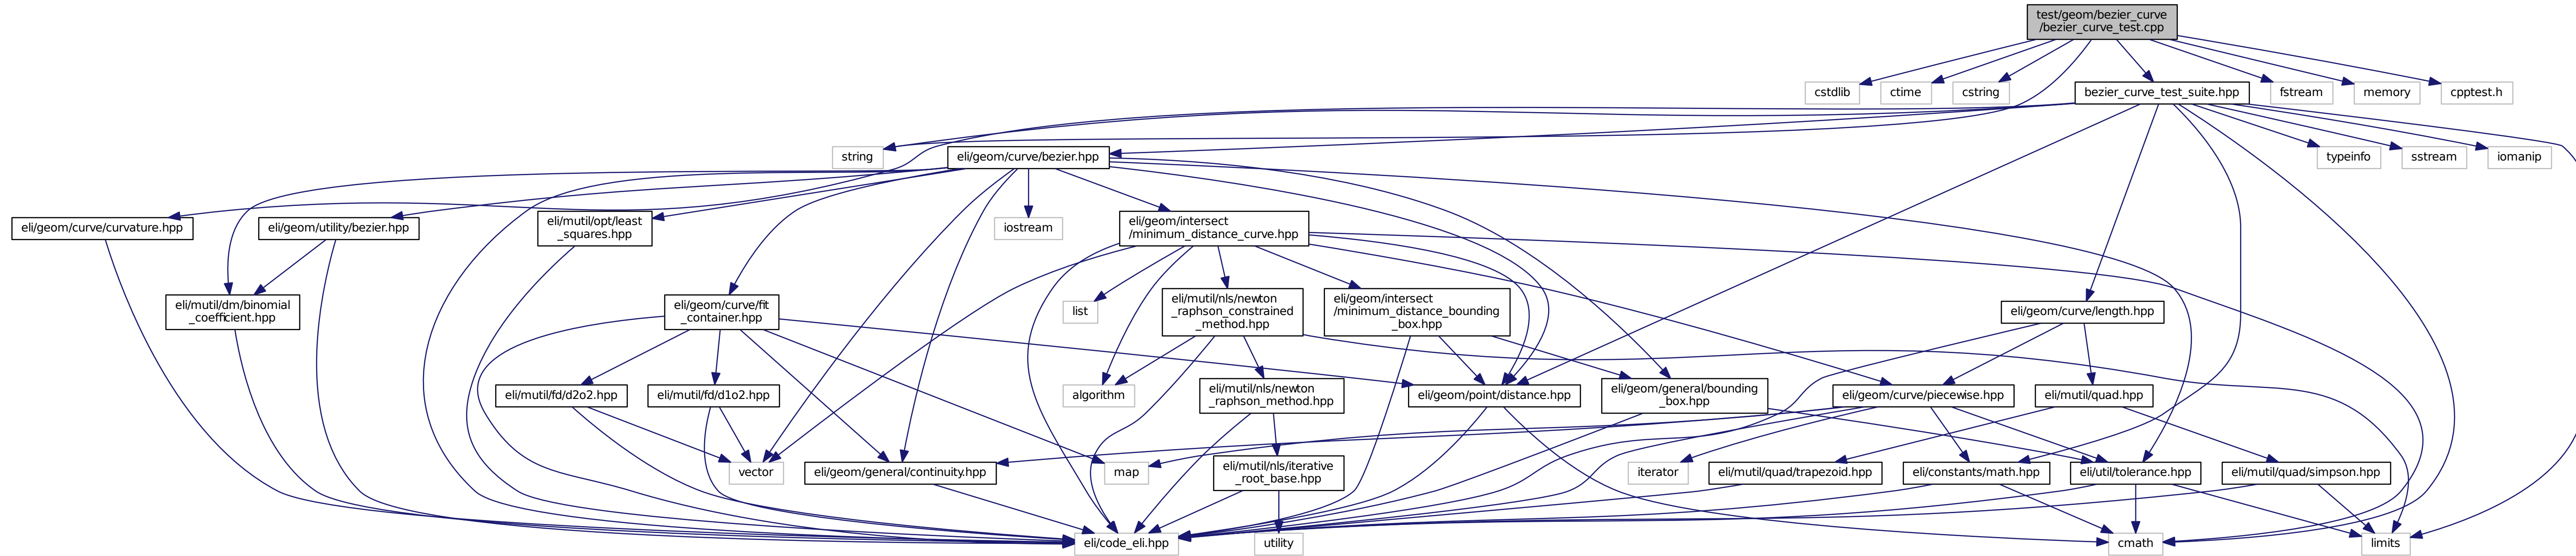 test/geom/bezier_curve
/bezier_curve_test.cpp
cstdlib
ctime
cstring
bezier_curve_test_suite.hpp
fstream
memory
cpptest.h
string
eli/geom/curve/bezier.hpp
typeinfo
sstream
iomanip
eli/geom/curve/curvature.hpp
eli/geom/utility/bezier.hpp
eli/mutil/opt/least
_squares.hpp
iostream
eli/geom/intersect
/minimum_distance_curve.hpp
eli/mutil/dm/binomial
_coefficient.hpp
eli/geom/curve/fit
_container.hpp
list
eli/mutil/nls/newton
_raphson_constrained
_method.hpp
eli/geom/intersect
/minimum_distance_bounding
_box.hpp
eli/geom/curve/length.hpp
eli/mutil/fd/d2o2.hpp
eli/mutil/fd/d1o2.hpp
algorithm
eli/mutil/nls/newton
_raphson_method.hpp
eli/geom/point/distance.hpp
eli/geom/general/bounding
_box.hpp
eli/geom/curve/piecewise.hpp
eli/mutil/quad.hpp
vector
eli/geom/general/continuity.hpp
map
eli/mutil/nls/iterative
_root_base.hpp
iterator
eli/mutil/quad/trapezoid.hpp
eli/constants/math.hpp
eli/util/tolerance.hpp
eli/mutil/quad/simpson.hpp
eli/code_eli.hpp
utility
cmath
limits